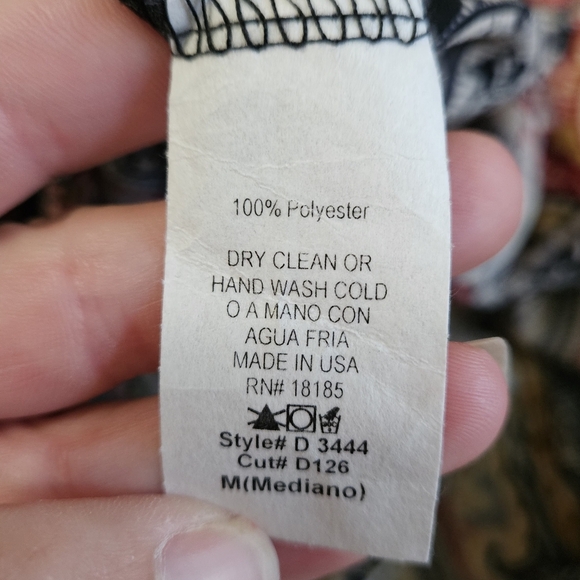 100% Polyester
DRY CLEAN OR
HAND WASH COLD
O A MANO CON
AGUA FRIA
MADE IN USA
RN# 18185
Style# D 3444
Cut# D126
M(Mediano)